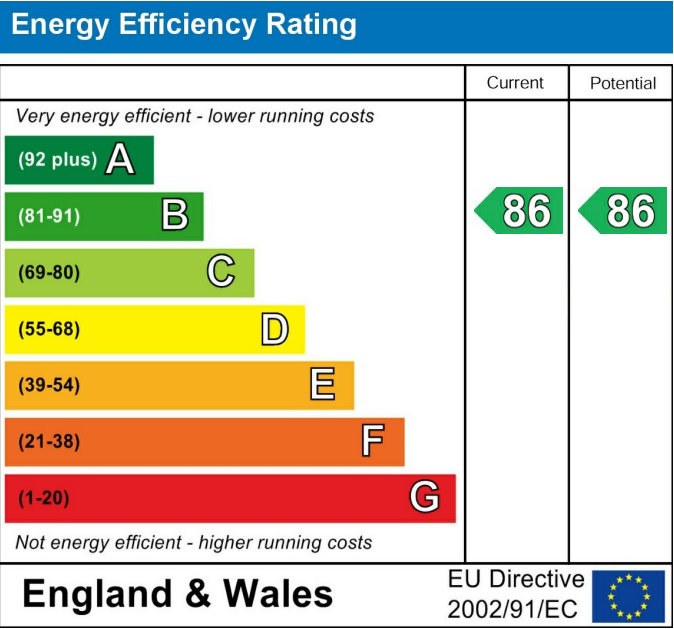 Energy Efficiency Rating
Current Potential
Very energy efficient - lower running costs
(92 plus) A
(81-91) B 86 86
(69-80) C
(55-68) D
(39-54) E
(21-38) F
(1-20) G
Not energy efficient - higher running costs
England & Wales
EU Directive
2002/91/EC